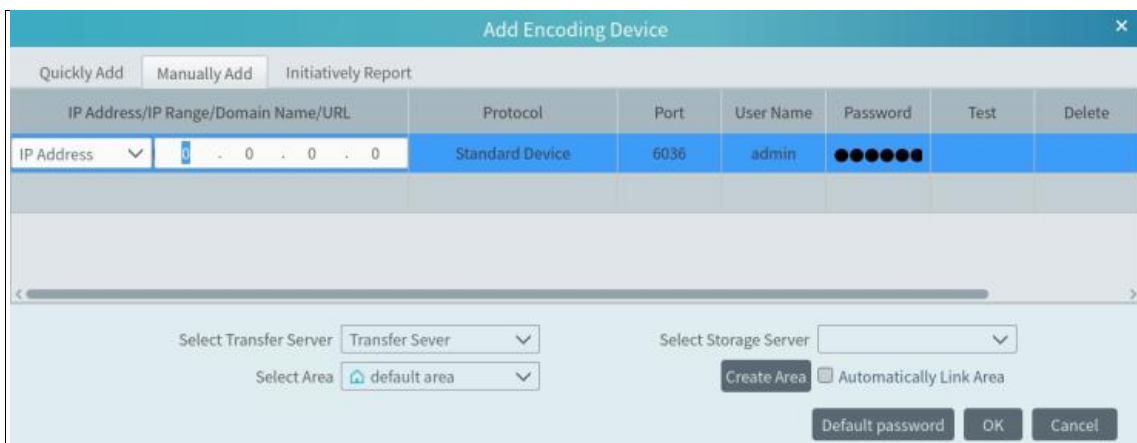 Add Encoding Device ×
Quickly Add Manually Add Initiatively Report
IP Address/IP Range/Domain Name/URL Protocol Port User Name Password Test Delete
IP Address 0 . 0 . 0 . 0 Standard Device 6036 admin ●●●●●●
Select Transfer Server Transfer Sever Select Storage Server
Select Area default area Create Area Automatically Link Area
Default password OK Cancel